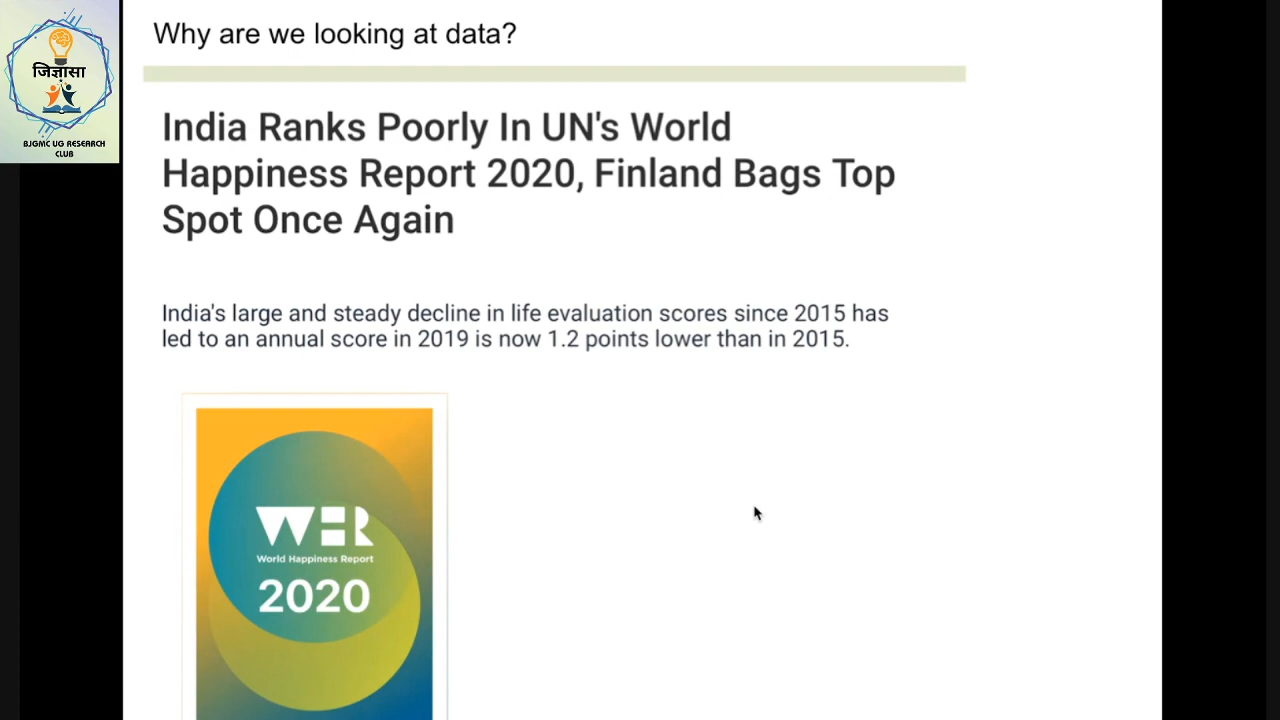 Why are we looking at data?
जिज्ञासा
BJGMC UG RESEARCH
CLUB
India Ranks Poorly In UN's World
Happiness Report 2020, Finland Bags Top
Spot Once Again
India's large and steady decline in life evaluation scores since 2015 has
led to an annual score in 2019 is now 1.2 points lower than in 2015.
WHR
World Happiness Report
2020